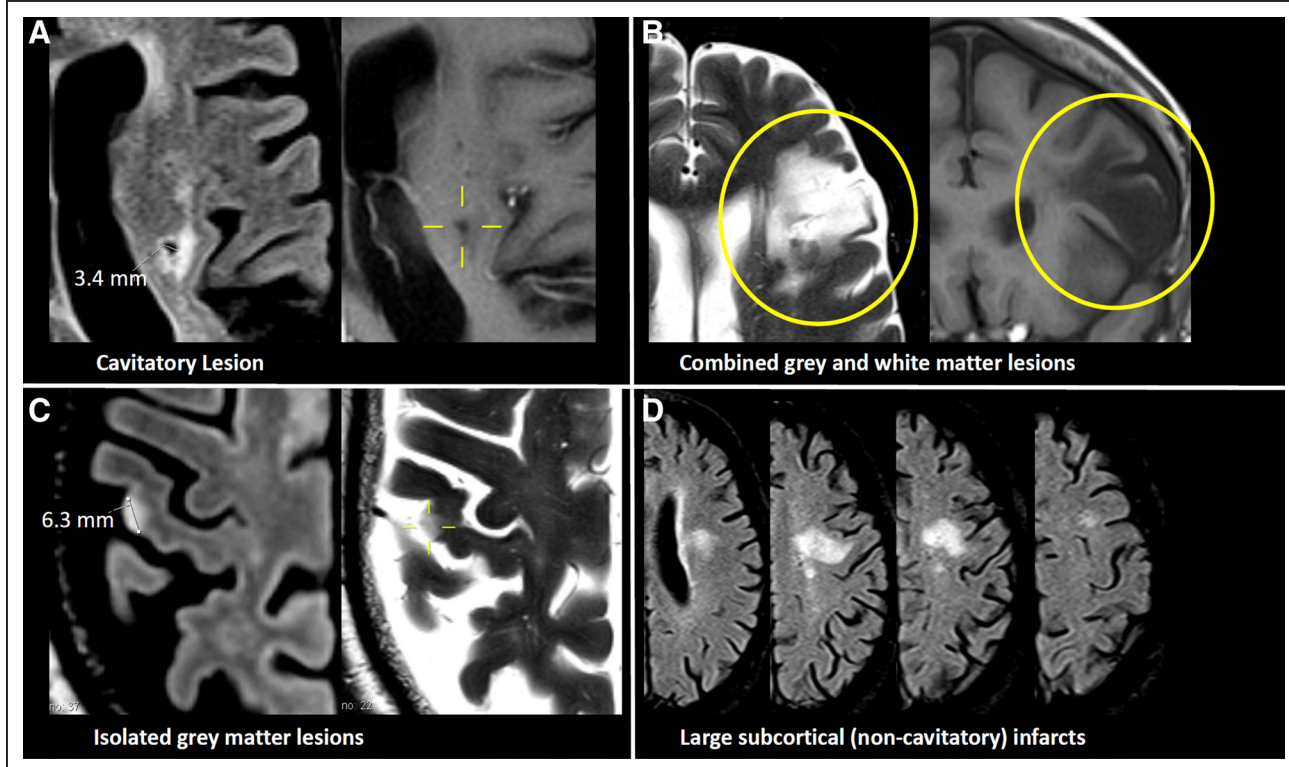 A
B
3.4 mm
Cavitatory Lesion
Combined grey and white matter lesions
C
D
6.3 mm
no: 37
no: 22
Isolated grey matter lesions
Large subcortical (non-cavitatory) infarcts